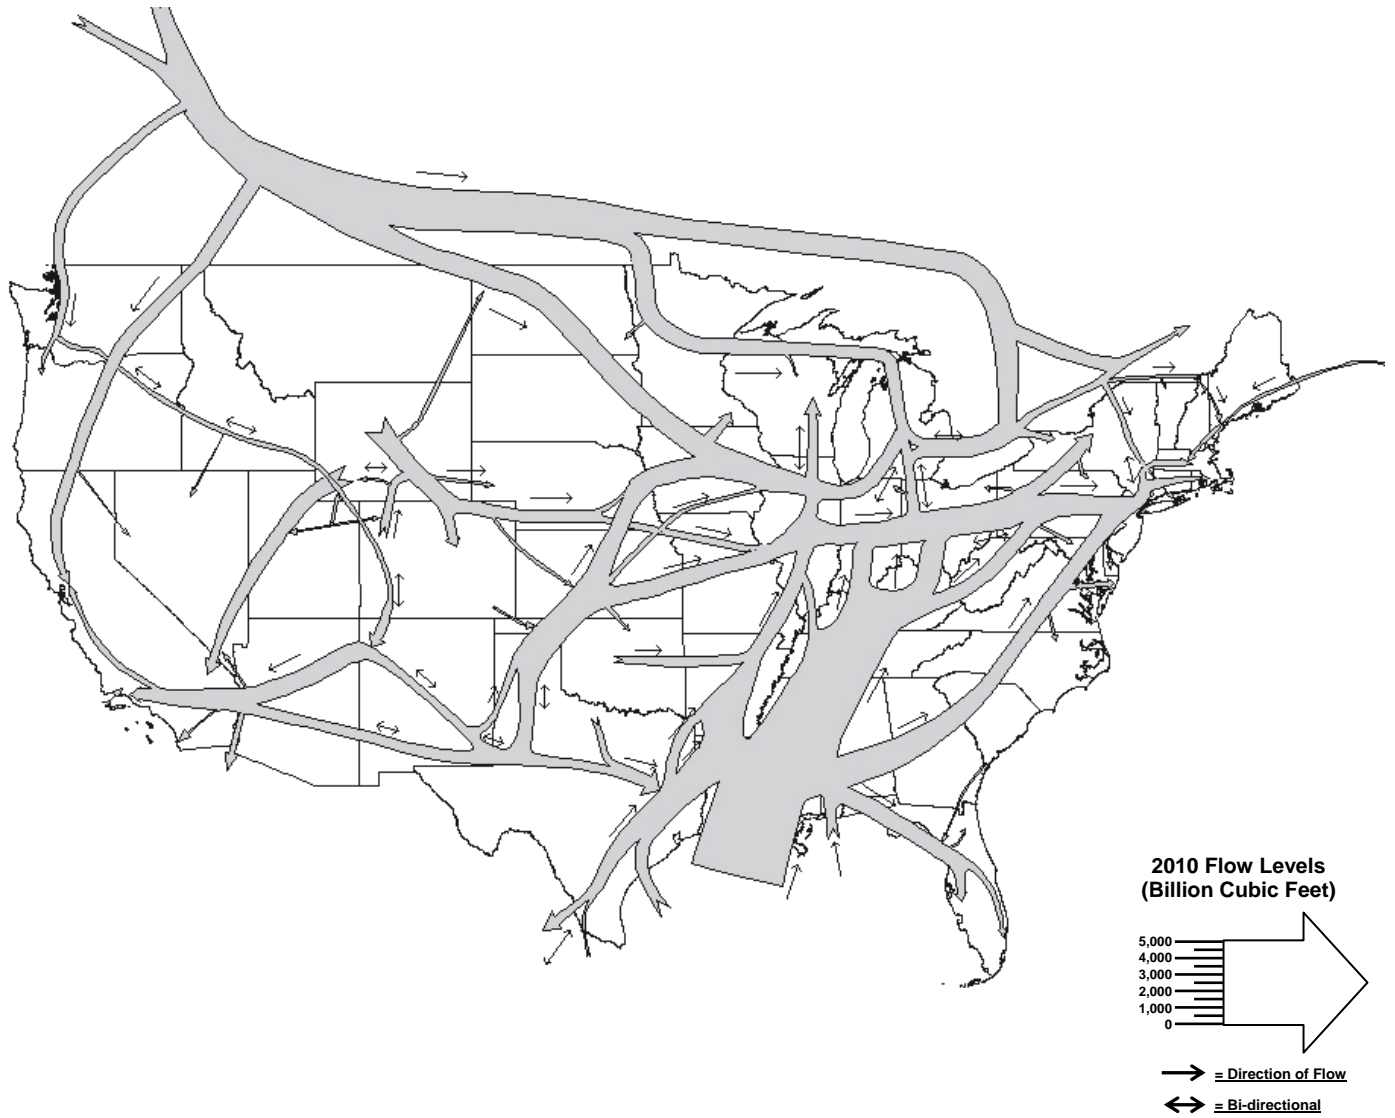 2010 Flow Levels
(Billion Cubic Feet)
5,000
4,000
3,000
2,000
1,000
0
= Direction of Flow
= Bi-directional